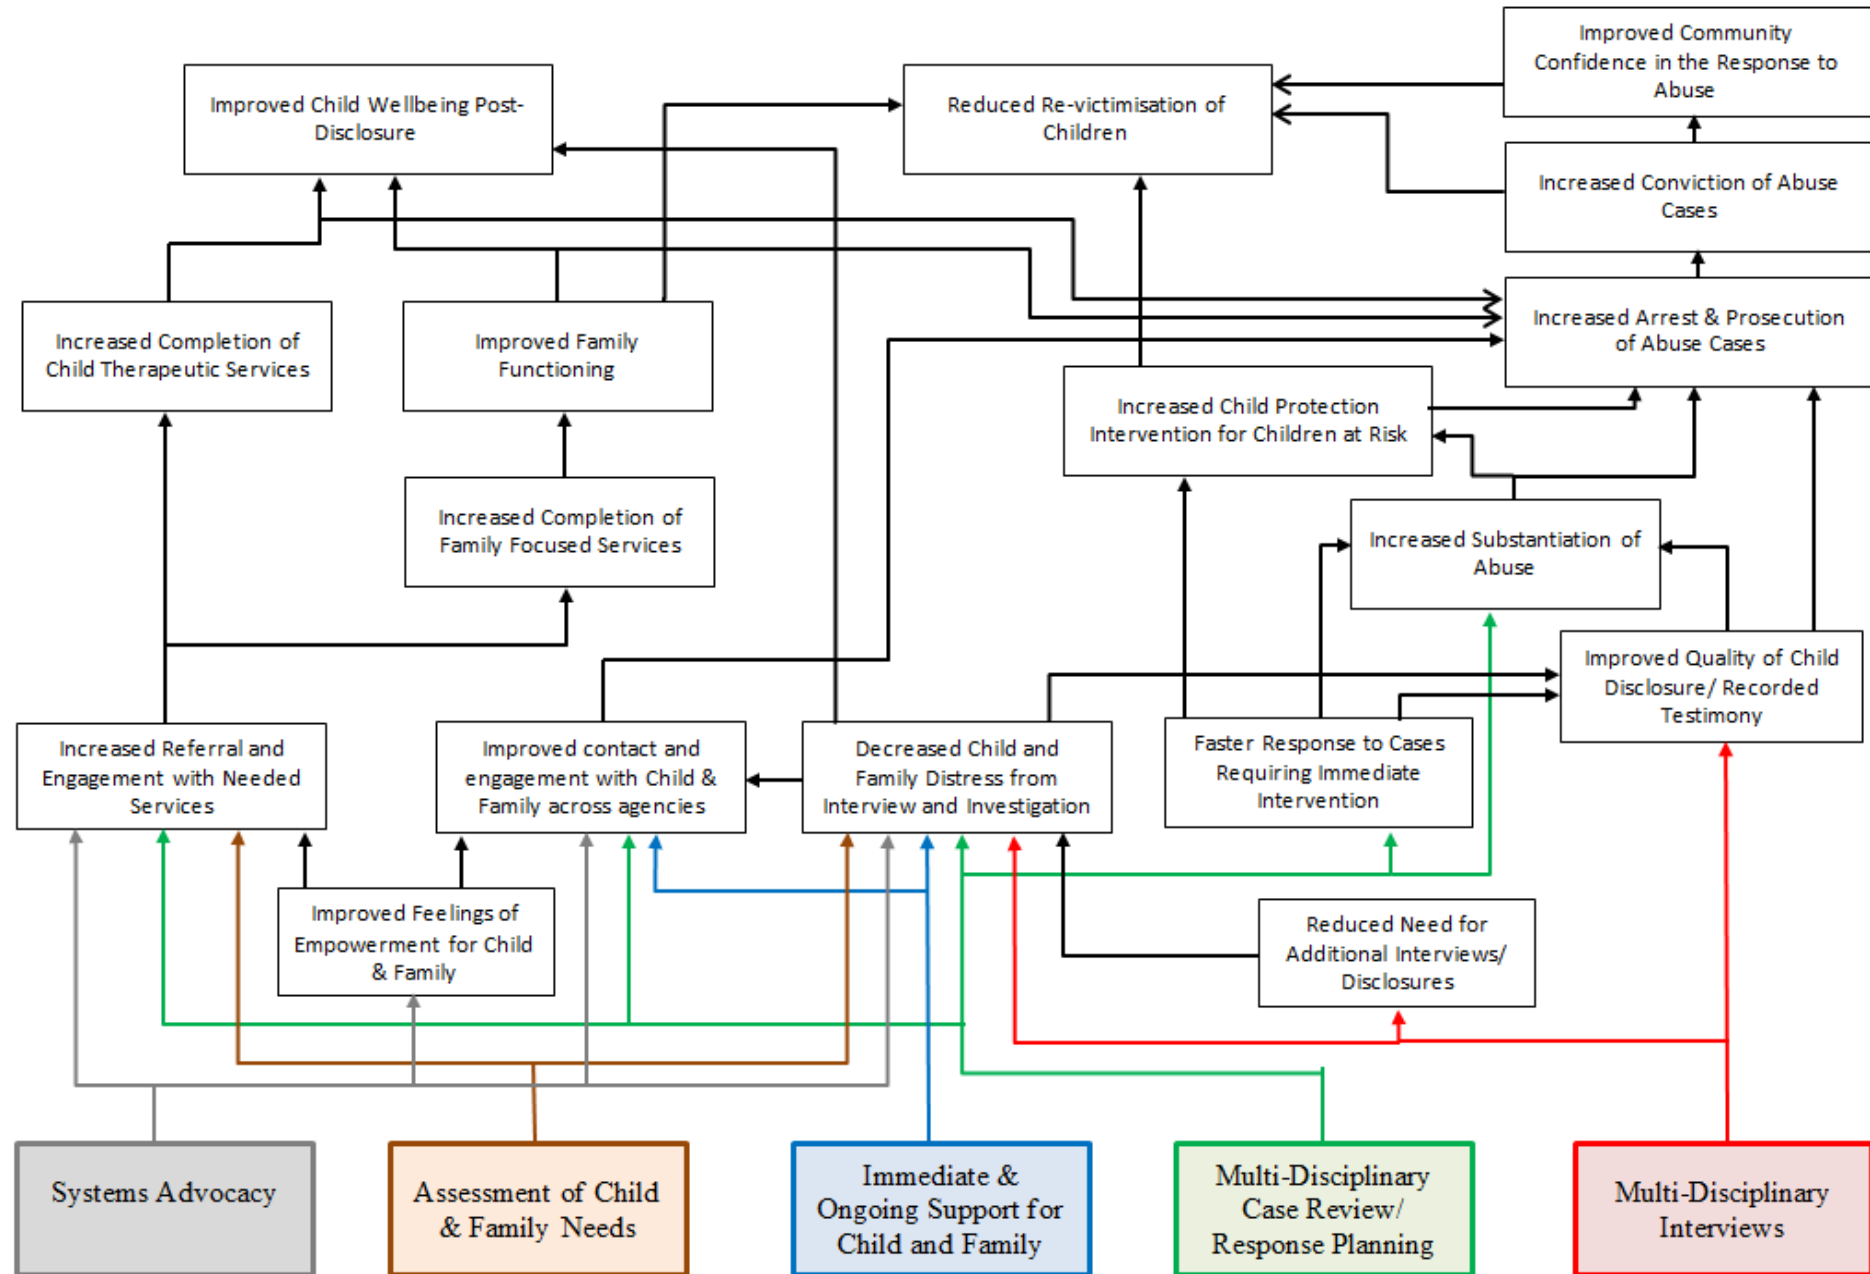 Improved Community
Confidence in the Response to
Abuse
Improved Child Wellbeing Post-
Disclosure
Reduced Re-victimisation of
Children
Increased Conviction of Abuse
Cases
Increased Arrest & Prosecution
of Abuse Cases
Increased Completion of
Child Therapeutic Services
Improved Family
Functioning
Increased Child Protection
Intervention for Children at Risk
Increased Completion of
Family Focused Services
Increased Substantiation of
Abuse
Improved Quality of Child
Disclosure/ Recorded
Testimony
Increased Referral and
Engagement with Needed
Services
Improved contact and
engagement with Child &
Family across agencies
Decreased Child and
Family Distress from
Interview and Investigation
Faster Response to Cases
Requiring Immediate
Intervention
Improved Feelings of
Empowerment for Child
& Family
Reduced Need for
Additional Interviews/
Disclosures
Systems Advocacy
Assessment of Child
& Family Needs
Immediate &
Ongoing Support for
Child and Family
Multi-Disciplinary
Case Review/
Response Planning
Multi-Disciplinary
Interviews